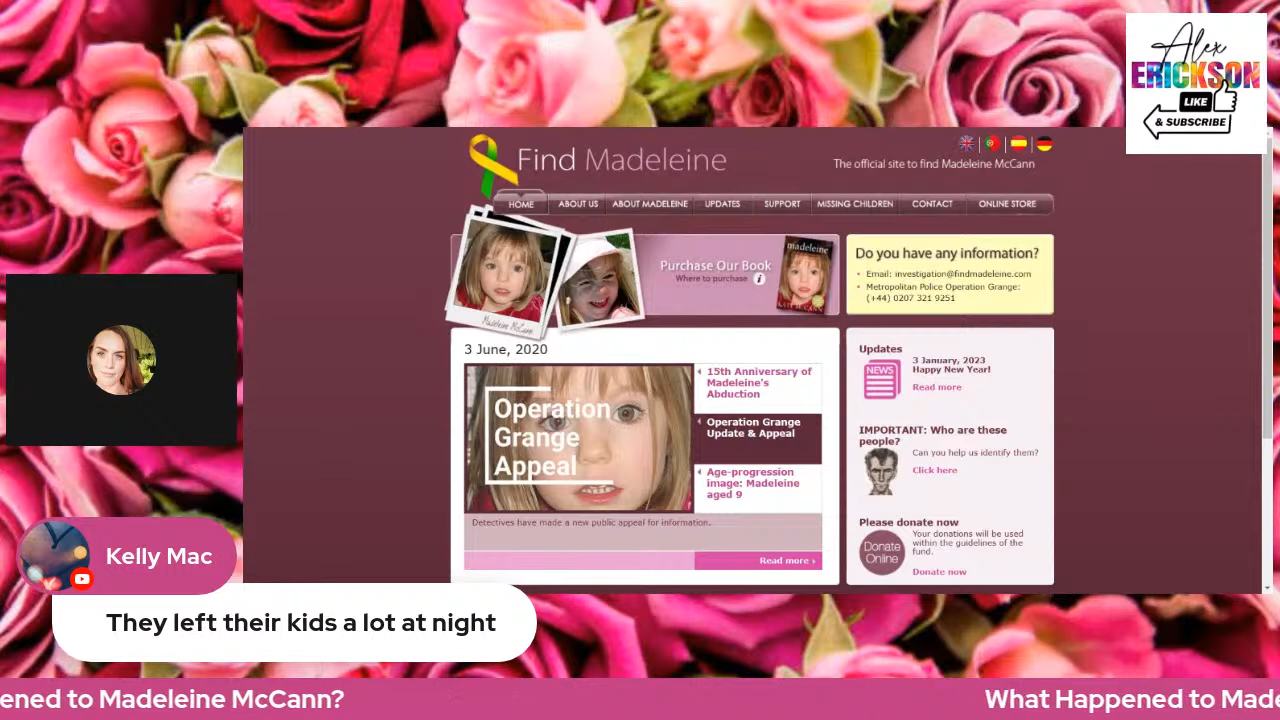 Alex
ERICKSON
LIKE
& SUBSCRIBE
Find Madeleine
The official site to find Madeleine McCann
HOME
ABOUT US
ABOUT MADELEINE
UPDATES
SUPPORT
MISSING CHILDREN
CONTACT
ONLINE STORE
Madeleine McCann
Purchase Our Book
Where to purchase i
madeleine
Do you have any information?
Email: investigation@findmadeleine.com
Metropolitan Police Operation Grange:
(+44) 0207 321 9251
3 June, 2020
Operation
Grange
Appeal
15th Anniversary of
Madeleine's
Abduction
Operation Grange
Update & Appeal
Age-progression
image: Madeleine
aged 9
Detectives have made a new public appeal for information.
Read more ›
Updates
NEWS
3 January, 2023
Happy New Year!
Read more
IMPORTANT: Who are these
people?
Can you help us identify them?
Click here
Please donate now
Donate
Online
Your donations will be used
within the guidelines of the
fund.
Donate now
Kelly Mac
They left their kids a lot at night
ened to Madeleine McCann?
What Happened to Made